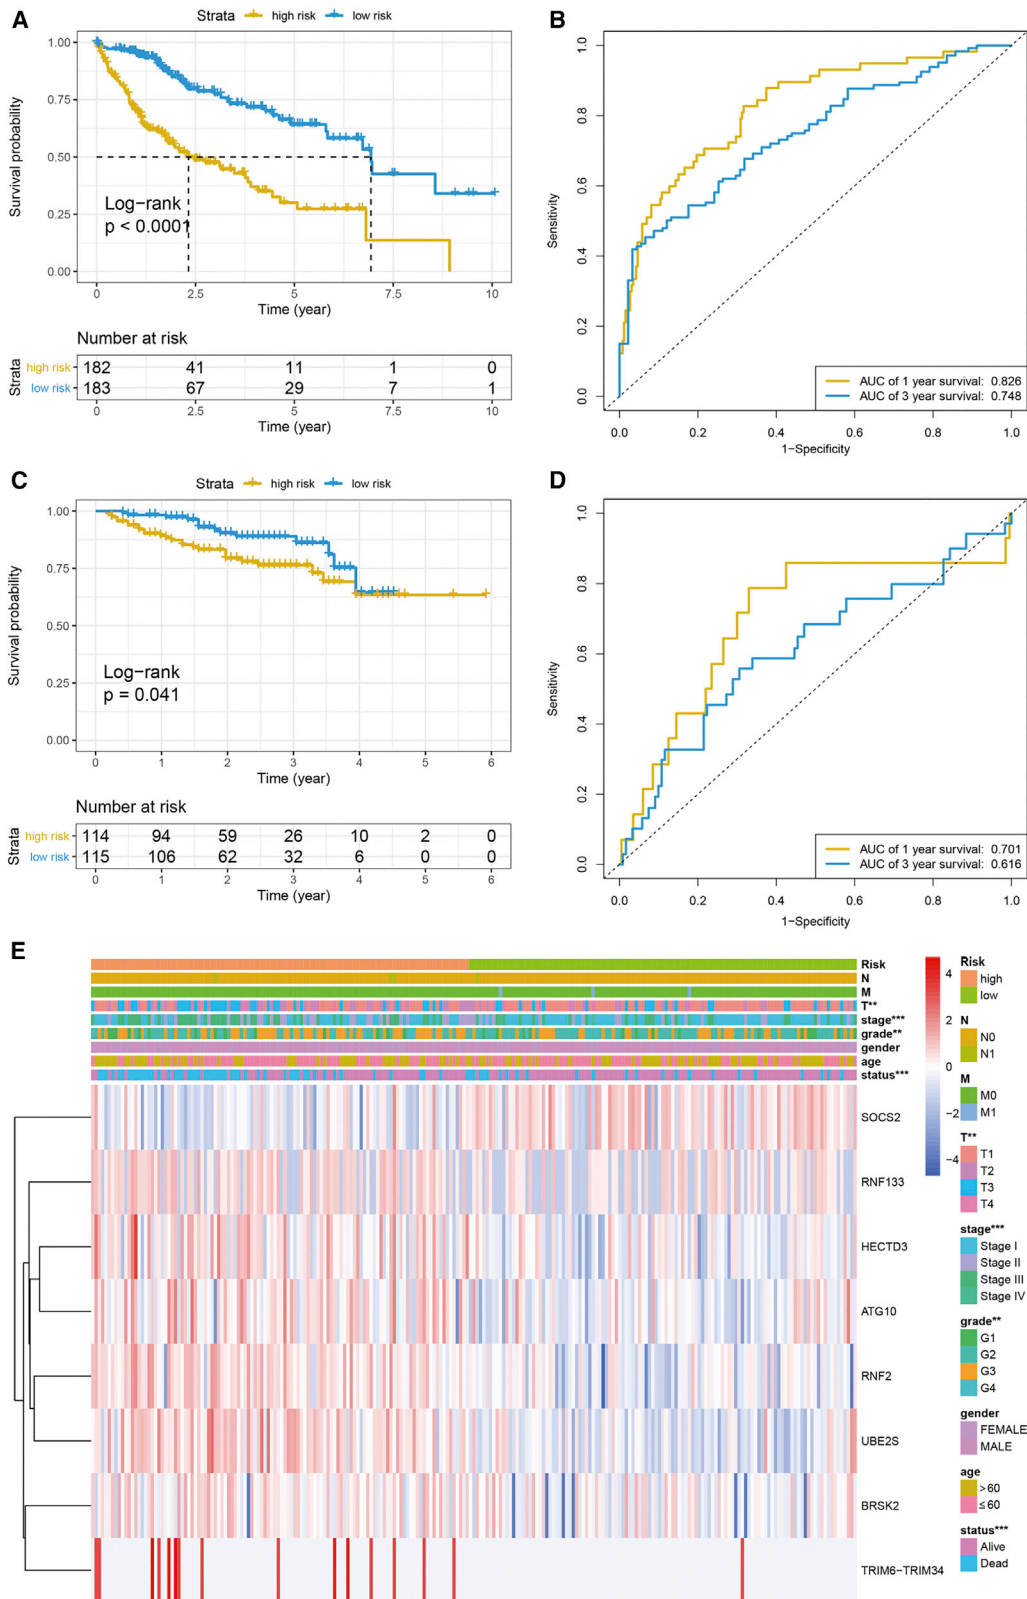 A
Strata high risk low risk
Survival probability
1.00
0.75
0.50
0.25
0.00
Log-rank
p < 0.0001
0 2.5 5 7.5 10
Time (year)
Number at risk
Strata
high risk 182 41 11 1 0
low risk 183 67 29 7 1
0 2.5 5 7.5 10
Time (year)
B
Sensitivity
1.0
0.8
0.6
0.4
0.2
0.0
AUC of 1 year survival: 0.826
AUC of 3 year survival: 0.748
0.0 0.2 0.4 0.6 0.8 1.0
1-Specificity
C
Strata high risk low risk
Survival probability
1.00
0.75
0.50
0.25
0.00
Log-rank
p = 0.041
0 1 2 3 4 5 6
Time (year)
Number at risk
Strata
high risk 114 94 59 26 10 2 0
low risk 115 106 62 32 6 0 0
0 1 2 3 4 5 6
Time (year)
D
Sensitivity
1.0
0.8
0.6
0.4
0.2
0.0
AUC of 1 year survival: 0.701
AUC of 3 year survival: 0.616
0.0 0.2 0.4 0.6 0.8 1.0
1-Specificity
E
Risk
N
M
T**
stage***
grade**
gender
age
status***
SOCS2
RNF133
HECTD3
ATG10
RNF2
UBE2S
BRSK2
TRIM6-TRIM34
4
2
0
-2
-4
Risk
high
low
N
N0
N1
M
M0
M1
T**
T1
T2
T3
T4
stage***
Stage I
Stage II
Stage III
Stage IV
grade**
G1
G2
G3
G4
gender
FEMALE
MALE
age
>60
≤60
status***
Alive
Dead